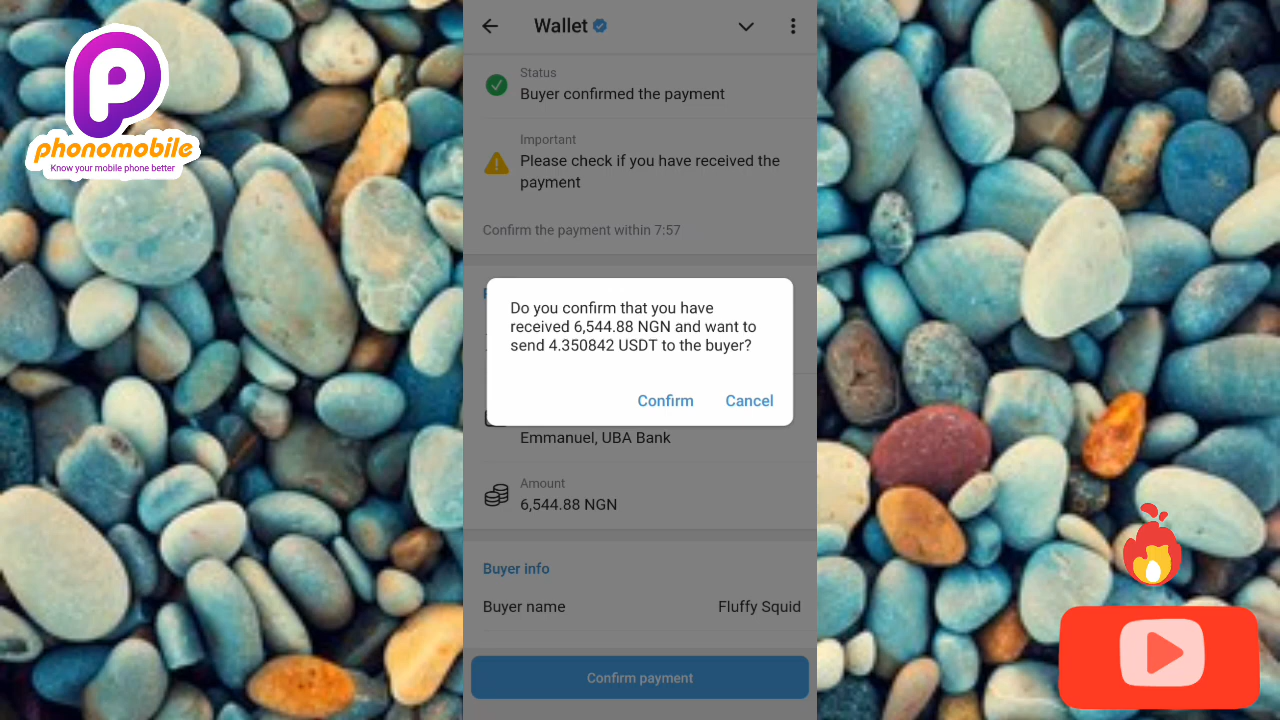 phonomobile
Know your mobile phone better
Wallet
Status
Buyer confirmed the payment
Important
Please check if you have received the
payment
Confirm the payment within 7:57
Do you confirm that you have
received 6,544.88 NGN and want to
send 4.350842 USDT to the buyer?
Confirm Cancel
Emmanuel, UBA Bank
Amount
6,544.88 NGN
Buyer info
Buyer name Fluffy Squid
Confirm payment